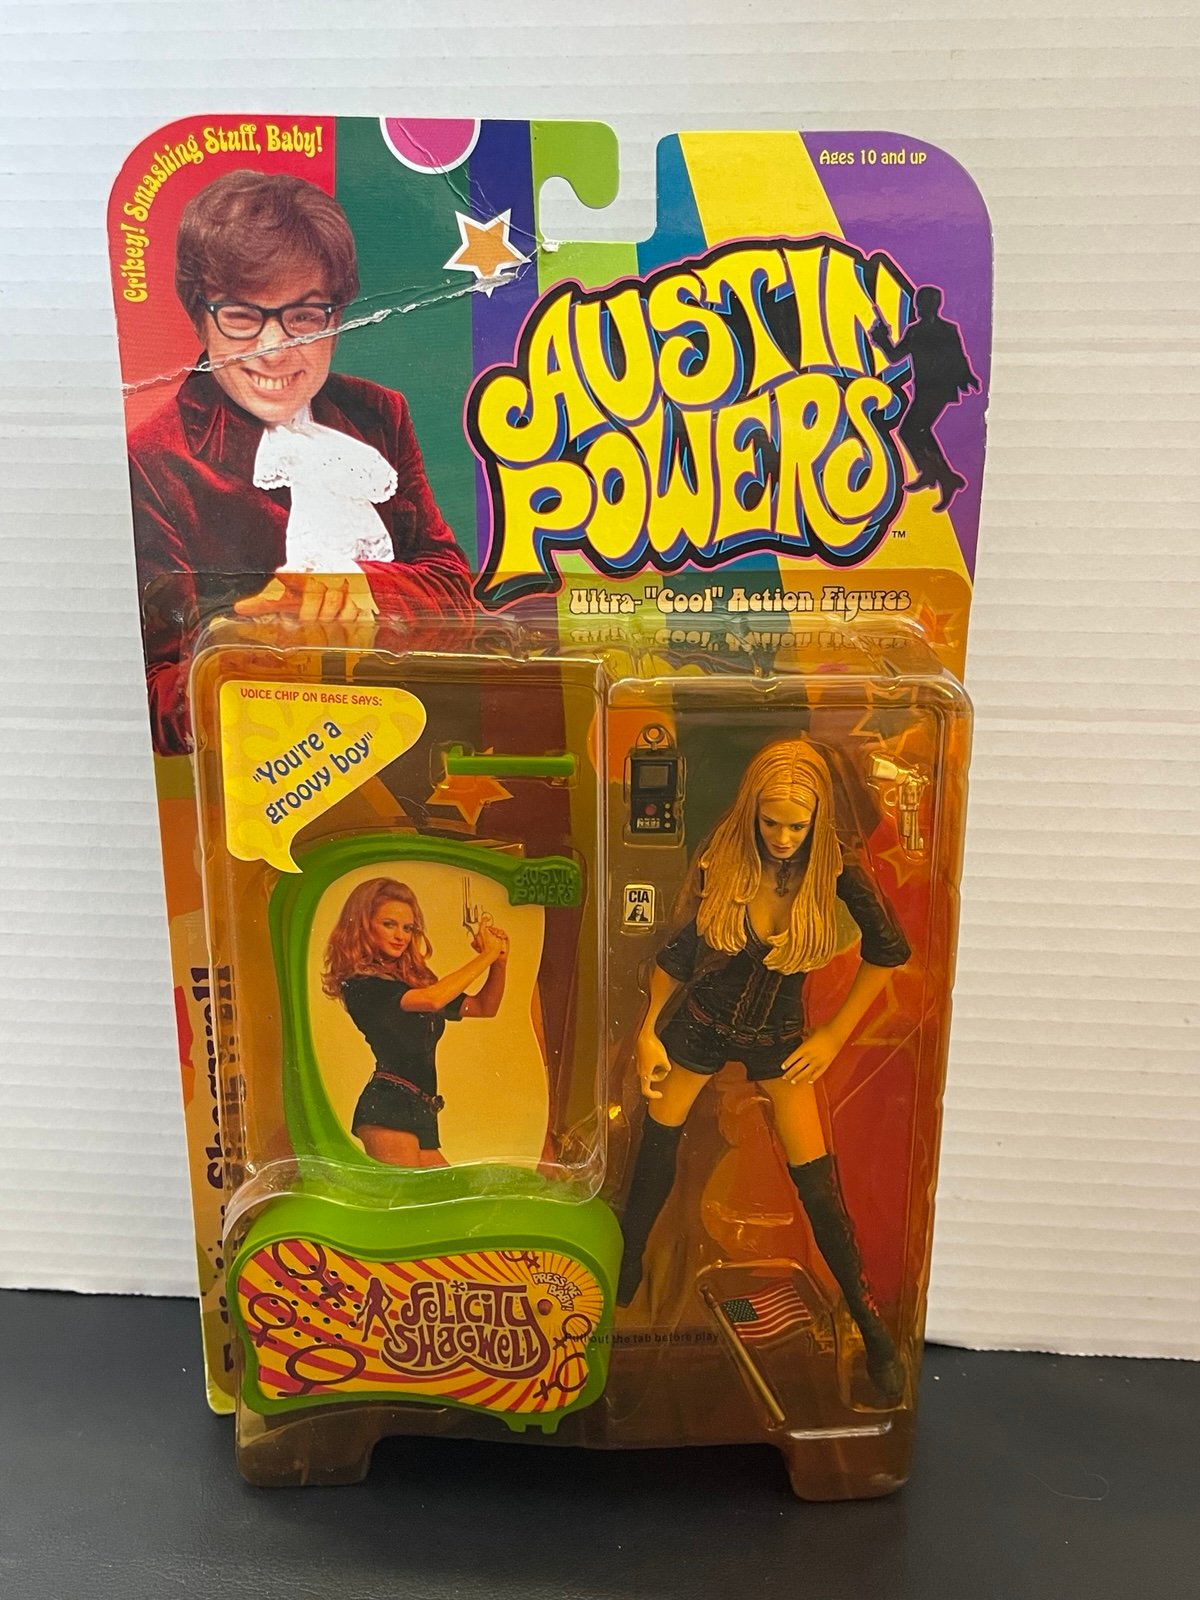 Crikey! Smashing Stuff, Baby!
Ages 10 and up
AUSTIN
POWERS
TM
Ultra-"Cool" Action Figures
VOICE CHIP ON BASE SAYS:
"You're a
groovy boy"
AUSTIN
POWERS
CIA
Shagwell
PRESS ME
BABY!
FELICITY
SHAGWELL
Pull out the tab before play